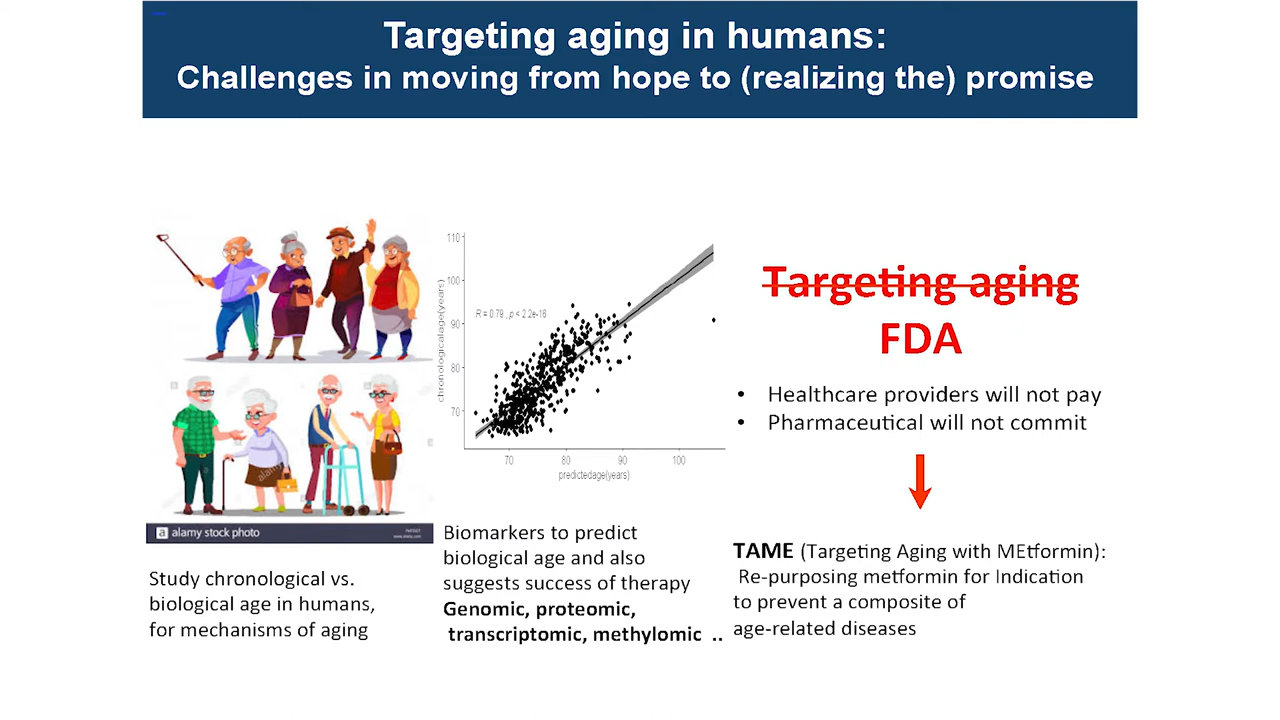 Targeting aging in humans:
Challenges in moving from hope to (realizing the) promise
a alamy stock photo
Study chronological vs.
biological age in humans,
for mechanisms of aging
110
100
90
80
70
chronologicalage(years)
R = 0.79 , p < 2.2e-16
70 80 90 100
predictedage(years)
Biomarkers to predict
biological age and also
suggests success of therapy
Genomic, proteomic,
transcriptomic, methylomic ..
Targeting aging
FDA
• Healthcare providers will not pay
• Pharmaceutical will not commit
TAME (Targeting Aging with MEtformin):
Re-purposing metformin for Indication
to prevent a composite of
age-related diseases